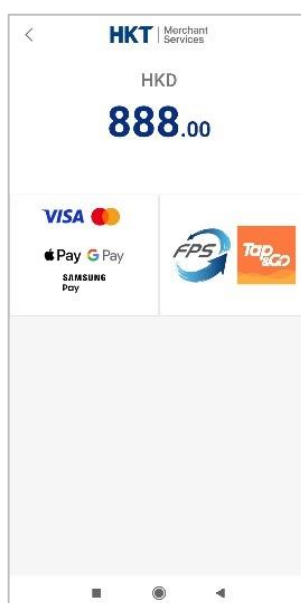 HKT Merchant Services
HKD
888.00
VISA
Pay G Pay
SAMSUNG
Pay
FPS
Tap
&GO